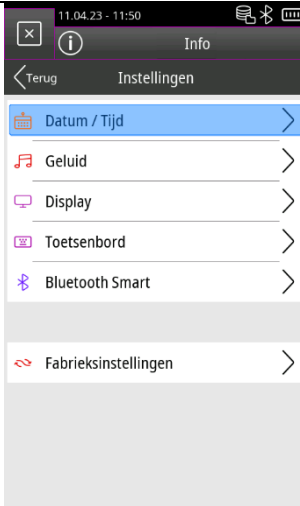 11.04.23 - 11:50
Info
Terug Instellingen
Datum / Tijd
Geluid
Display
Toetsenbord
Bluetooth Smart
Fabrieksinstellingen